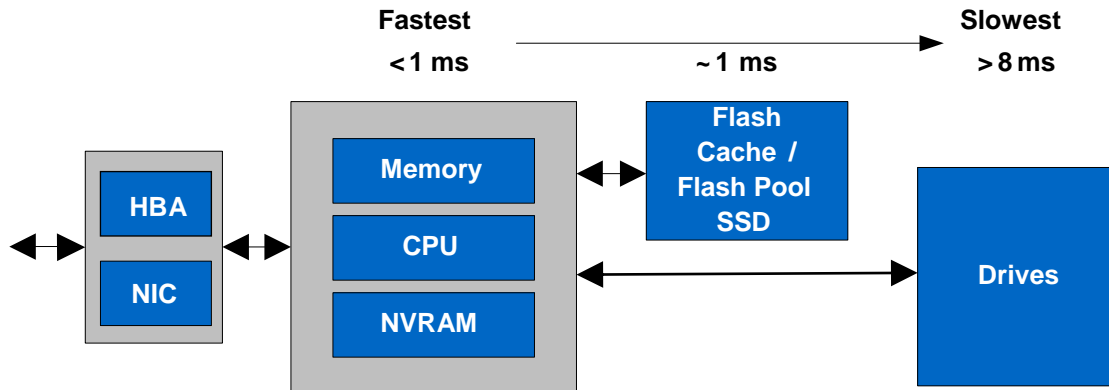 Fastest
Slowest
<1 ms
~1 ms
>8 ms
HBA
NIC
Memory
CPU
NVRAM
Flash
Cache /
Flash Pool
SSD
Drives